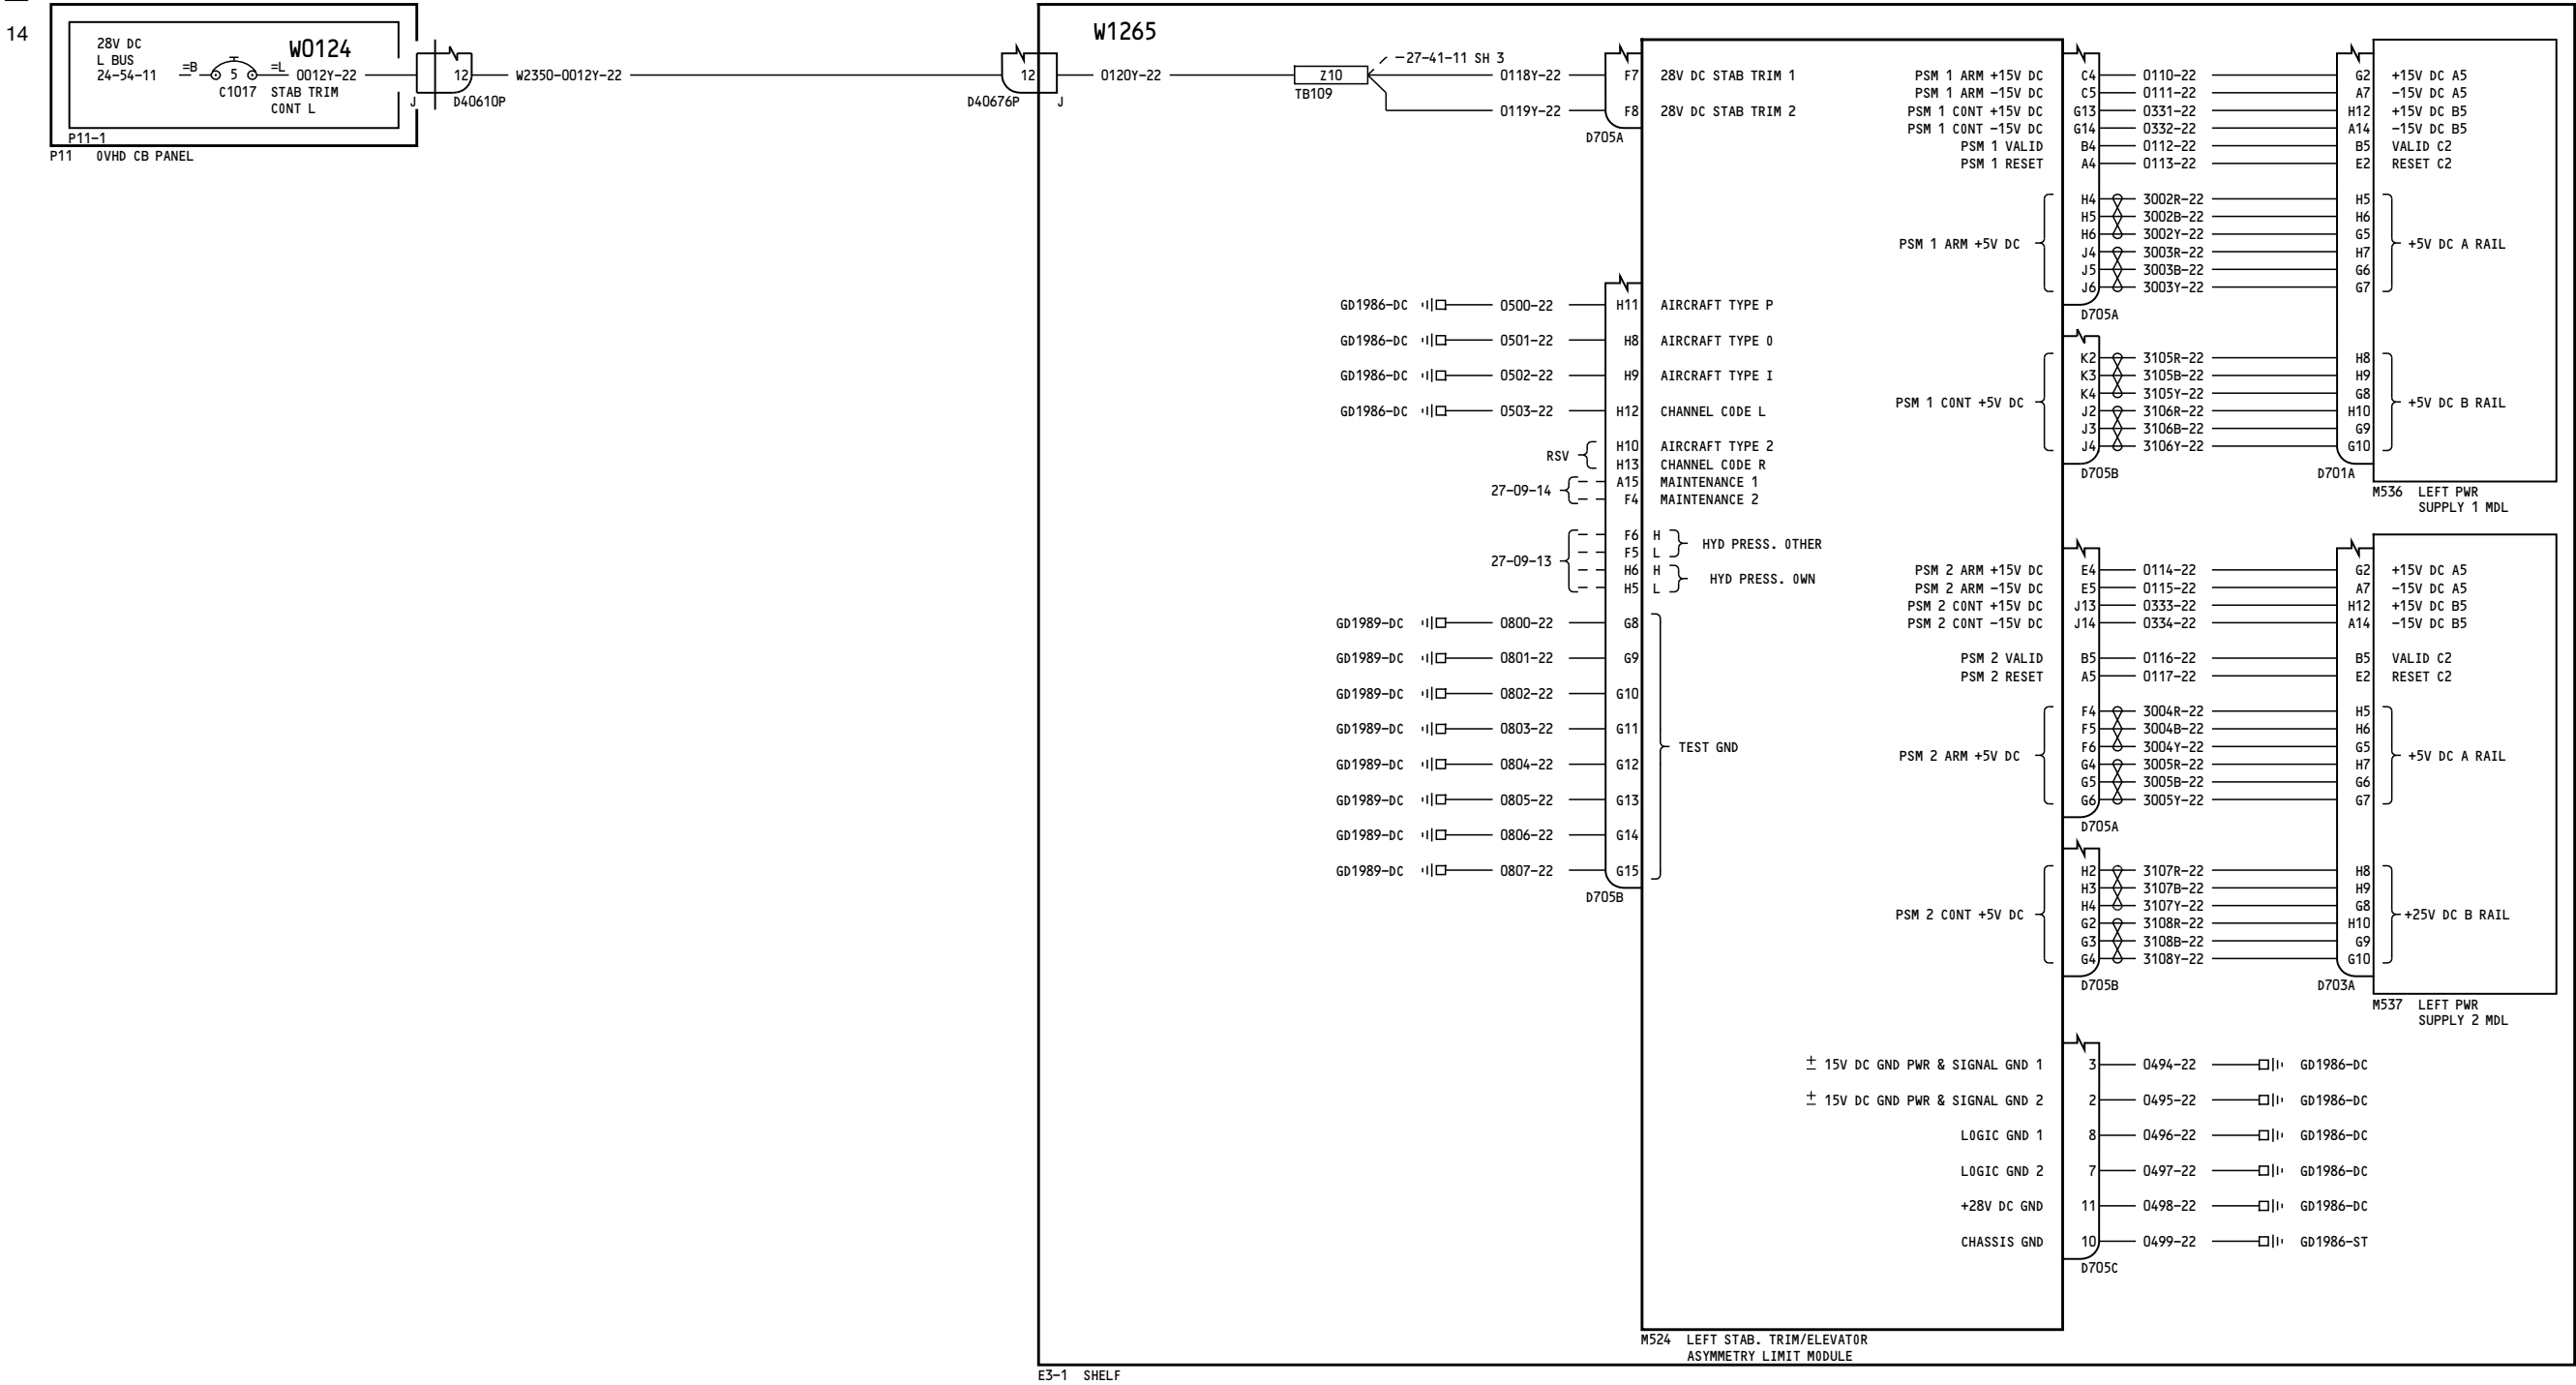 14
28V DC
L BUS
24-54-11
=B
5
C1017
=L
W0124
0012Y-22
STAB TRIM
CONT L
J
12
D40610P
P11-1
P11 OVHD CB PANEL
W2350-0012Y-22
12
D40676P
J
W1265
0120Y-22
Z10
TB109
27-41-11 SH 3
0118Y-22 F7 28V DC STAB TRIM 1
0119Y-22 F8 28V DC STAB TRIM 2
D705A
GD1986-DC 0500-22 H11 AIRCRAFT TYPE P
GD1986-DC 0501-22 H8 AIRCRAFT TYPE 0
GD1986-DC 0502-22 H9 AIRCRAFT TYPE I
GD1986-DC 0503-22 H12 CHANNEL CODE L
RSV
H10 AIRCRAFT TYPE 2
H13 CHANNEL CODE R
27-09-14
A15 MAINTENANCE 1
F4 MAINTENANCE 2
27-09-13
F6 H
F5 L
HYD PRESS. OTHER
H6 H
H5 L
HYD PRESS. OWN
GD1989-DC 0800-22 G8
GD1989-DC 0801-22 G9
GD1989-DC 0802-22 G10
GD1989-DC 0803-22 G11
GD1989-DC 0804-22 G12
GD1989-DC 0805-22 G13
GD1989-DC 0806-22 G14
GD1989-DC 0807-22 G15
TEST GND
D705B
PSM 1 ARM +15V DC C4 0110-22 G2 +15V DC A5
PSM 1 ARM -15V DC C5 0111-22 A7 -15V DC A5
PSM 1 CONT +15V DC G13 0331-22 H12 +15V DC B5
PSM 1 CONT -15V DC G14 0332-22 A14 -15V DC B5
PSM 1 VALID B4 0112-22 B5 VALID C2
PSM 1 RESET A4 0113-22 E2 RESET C2
PSM 1 ARM +5V DC
H4 3002R-22 H5
H5 3002B-22 H6
H6 3002Y-22 G5
J4 3003R-22 H7
J5 3003B-22 G6
J6 3003Y-22 G7
+5V DC A RAIL
D705A
PSM 1 CONT +5V DC
K2 3105R-22 H8
K3 3105B-22 H9
K4 3105Y-22 G8
J2 3106R-22 H10
J3 3106B-22 G9
J4 3106Y-22 G10
+5V DC B RAIL
D705B
D701A
M536 LEFT PWR
SUPPLY 1 MDL
PSM 2 ARM +15V DC E4 0114-22 G2 +15V DC A5
PSM 2 ARM -15V DC E5 0115-22 A7 -15V DC A5
PSM 2 CONT +15V DC J13 0333-22 H12 +15V DC B5
PSM 2 CONT -15V DC J14 0334-22 A14 -15V DC B5
PSM 2 VALID B5 0116-22 B5 VALID C2
PSM 2 RESET A5 0117-22 E2 RESET C2
PSM 2 ARM +5V DC
F4 3004R-22 H5
F5 3004B-22 H6
F6 3004Y-22 G5
G4 3005R-22 H7
G5 3005B-22 G6
G6 3005Y-22 G7
+5V DC A RAIL
D705A
PSM 2 CONT +5V DC
H2 3107R-22 H8
H3 3107B-22 H9
H4 3107Y-22 G8
G2 3108R-22 H10
G3 3108B-22 G9
G4 3108Y-22 G10
+25V DC B RAIL
D705B
D703A
M537 LEFT PWR
SUPPLY 2 MDL
± 15V DC GND PWR & SIGNAL GND 1 3 0494-22 GD1986-DC
± 15V DC GND PWR & SIGNAL GND 2 2 0495-22 GD1986-DC
LOGIC GND 1 8 0496-22 GD1986-DC
LOGIC GND 2 7 0497-22 GD1986-DC
+28V DC GND 11 0498-22 GD1986-DC
CHASSIS GND 10 0499-22 GD1986-ST
D705C
M524 LEFT STAB. TRIM/ELEVATOR
ASYMMETRY LIMIT MODULE
E3-1 SHELF